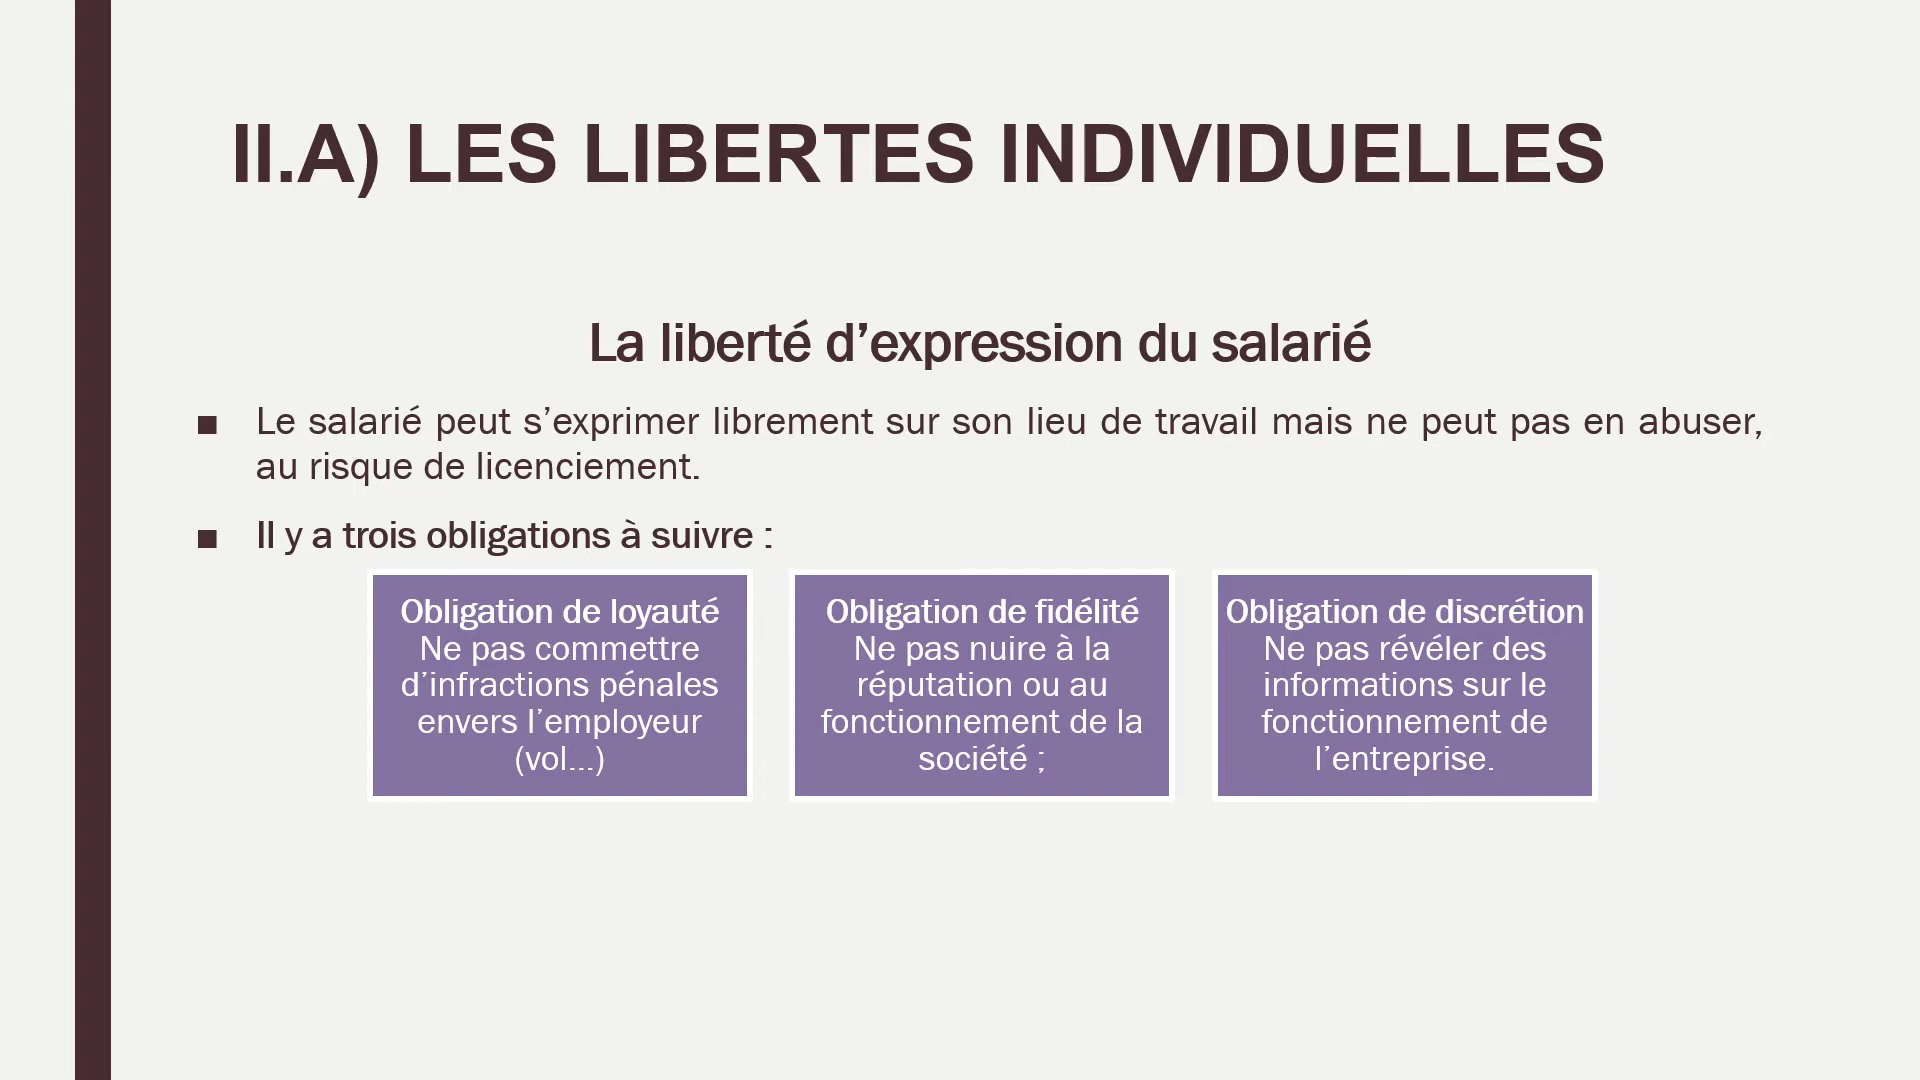 II.A) LES LIBERTES INDIVIDUELLES
La liberté d’expression du salarié
■ Le salarié peut s’exprimer librement sur son lieu de travail mais ne peut pas en abuser,
au risque de licenciement.
■ Il y a trois obligations à suivre :
Obligation de loyauté
Ne pas commettre
d’infractions pénales
envers l’employeur
(vol...)
Obligation de fidélité
Ne pas nuire à la
réputation ou au
fonctionnement de la
société ;
Obligation de discrétion
Ne pas révéler des
informations sur le
fonctionnement de
l’entreprise.